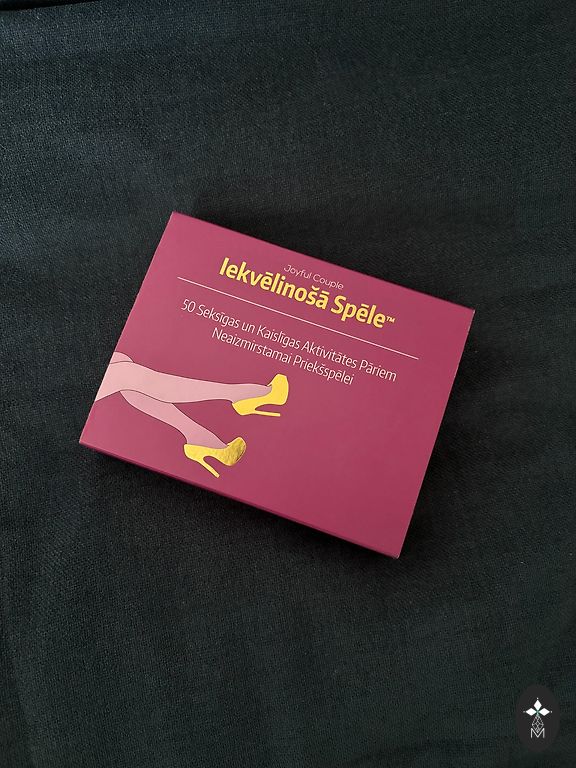 Joyful Couple
Iekvēlinošā Spēle™
50 Seksīgas un Kaislīgas Aktivitātes Pāriem
Neaizmirstamai Priekšspēlei
M